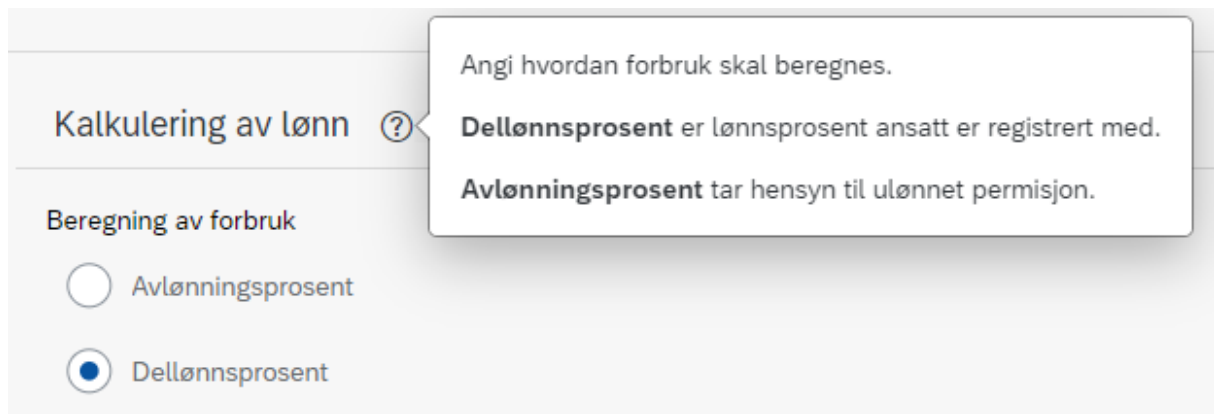 Angi hvordan forbruk skal beregnes.
Kalkulering av lønn ?
Dellønnsprosent er lønnsprosent ansatt er registrert med.
Avlønningsprosent tar hensyn til ulønnet permisjon.
Beregning av forbruk
Avlønningsprosent
Dellønnsprosent